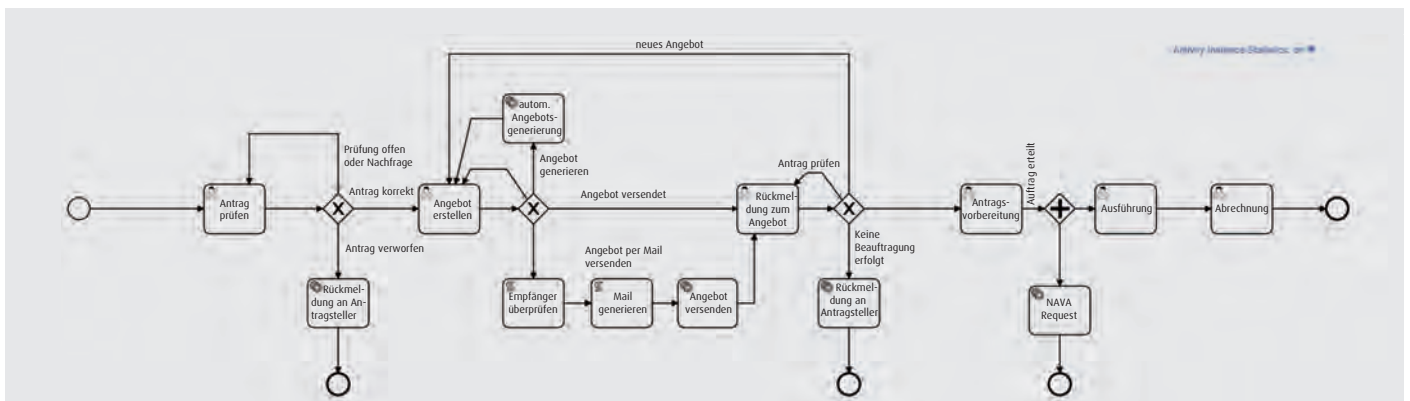 neues Angebot
autom.
Angebots-
generierung
Prüfung offen
oder Nachfrage
Angebot
generieren
Antrag prüfen
Auftrag erteilt
Antrag
prüfen
Antrag korrekt
Angebot
erstellen
Angebot versendet
Rückmel-
dung zum
Angebot
Antrags-
vorbereitung
Ausführung
Abrechnung
Antrag verworfen
Angebot per Mail
versenden
Keine
Beauftragung
erfolgt
Rückmel-
dung an An-
tragsteller
Empfänger
überprüfen
Mail
generieren
Angebot
versenden
Rückmel-
dung an
Antragsteller
NAVA
Request